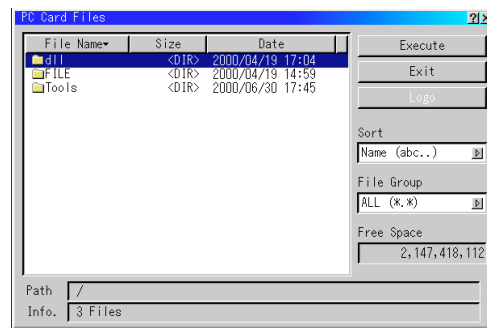 PC Card Files
File Name▾ Size Date
dll <DIR> 2000/04/19 17:04
FILE <DIR> 2000/04/19 14:59
Tools <DIR> 2000/06/30 17:45
Execute
Exit
Logo
Sort
Name (abc..)
File Group
ALL (*.*)
Free Space
2,147,418,112
Path /
Info. 3 Files